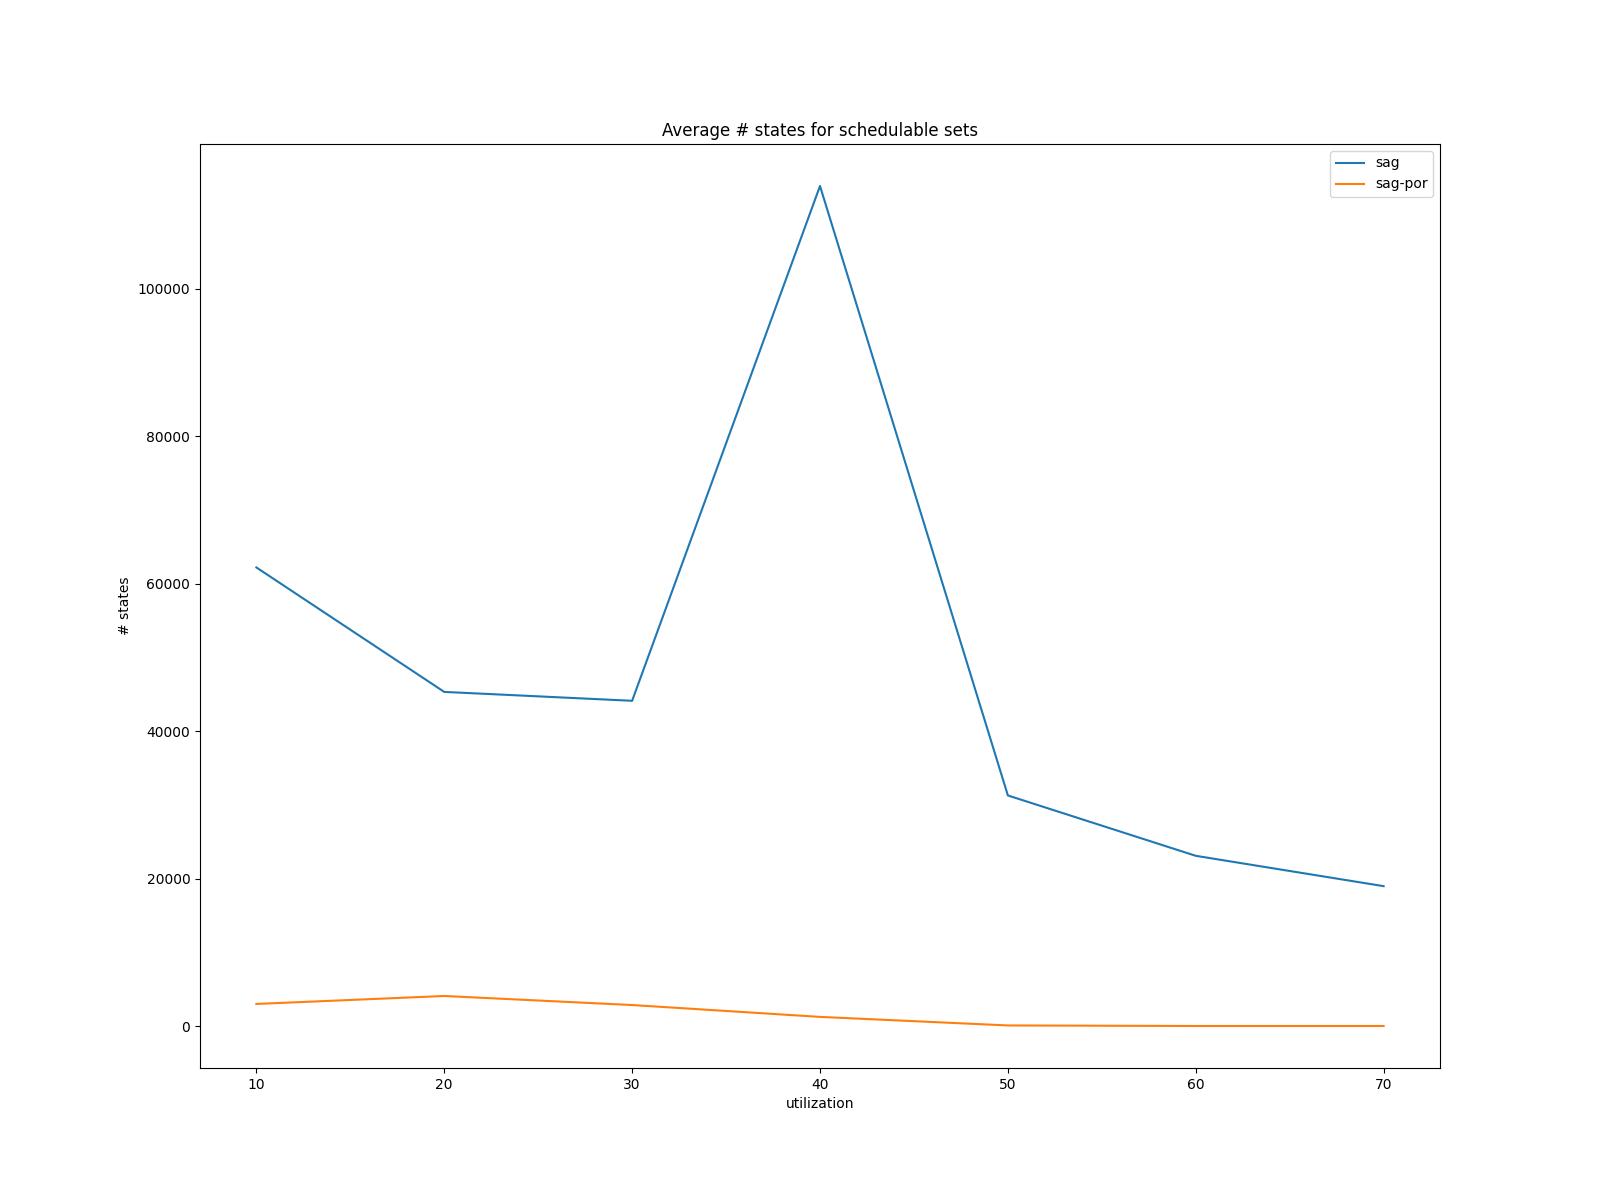 Average # states for schedulable sets
sag
sag-por
# states
100000
80000
60000
40000
20000
0
10 20 30 40 50 60 70
utilization